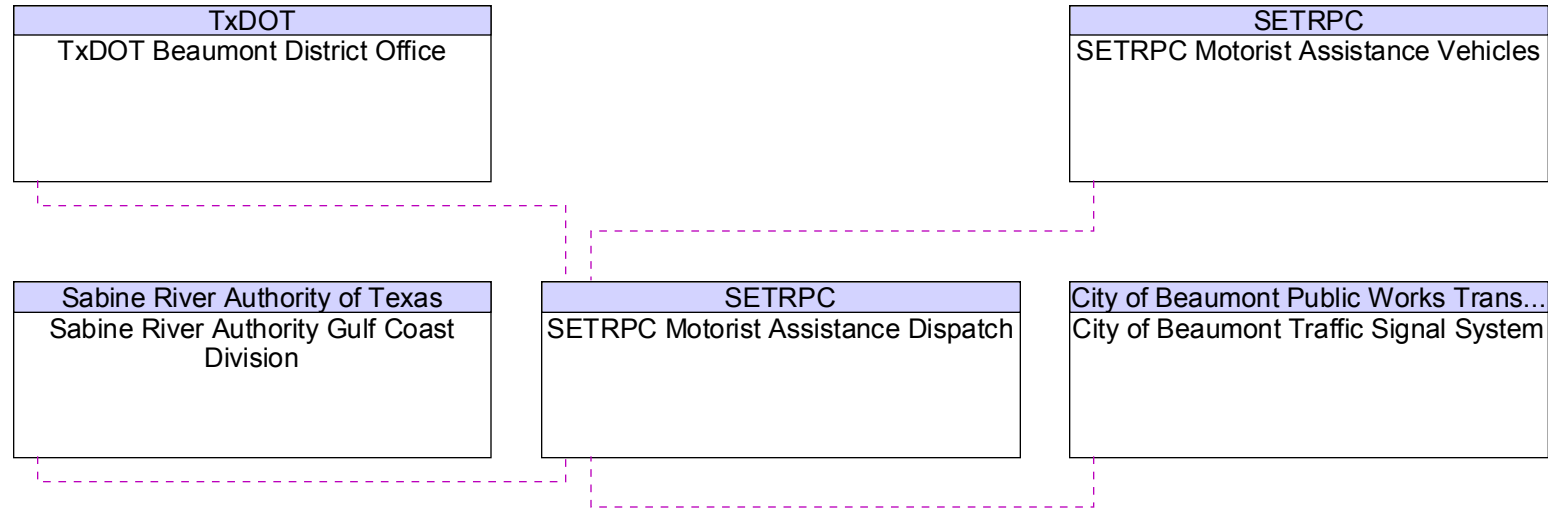 TxDOT
TxDOT Beaumont District Office
SETRPC
SETRPC Motorist Assistance Vehicles
Sabine River Authority of Texas
Sabine River Authority Gulf Coast
Division
SETRPC
SETRPC Motorist Assistance Dispatch
City of Beaumont Public Works Trans...
City of Beaumont Traffic Signal System